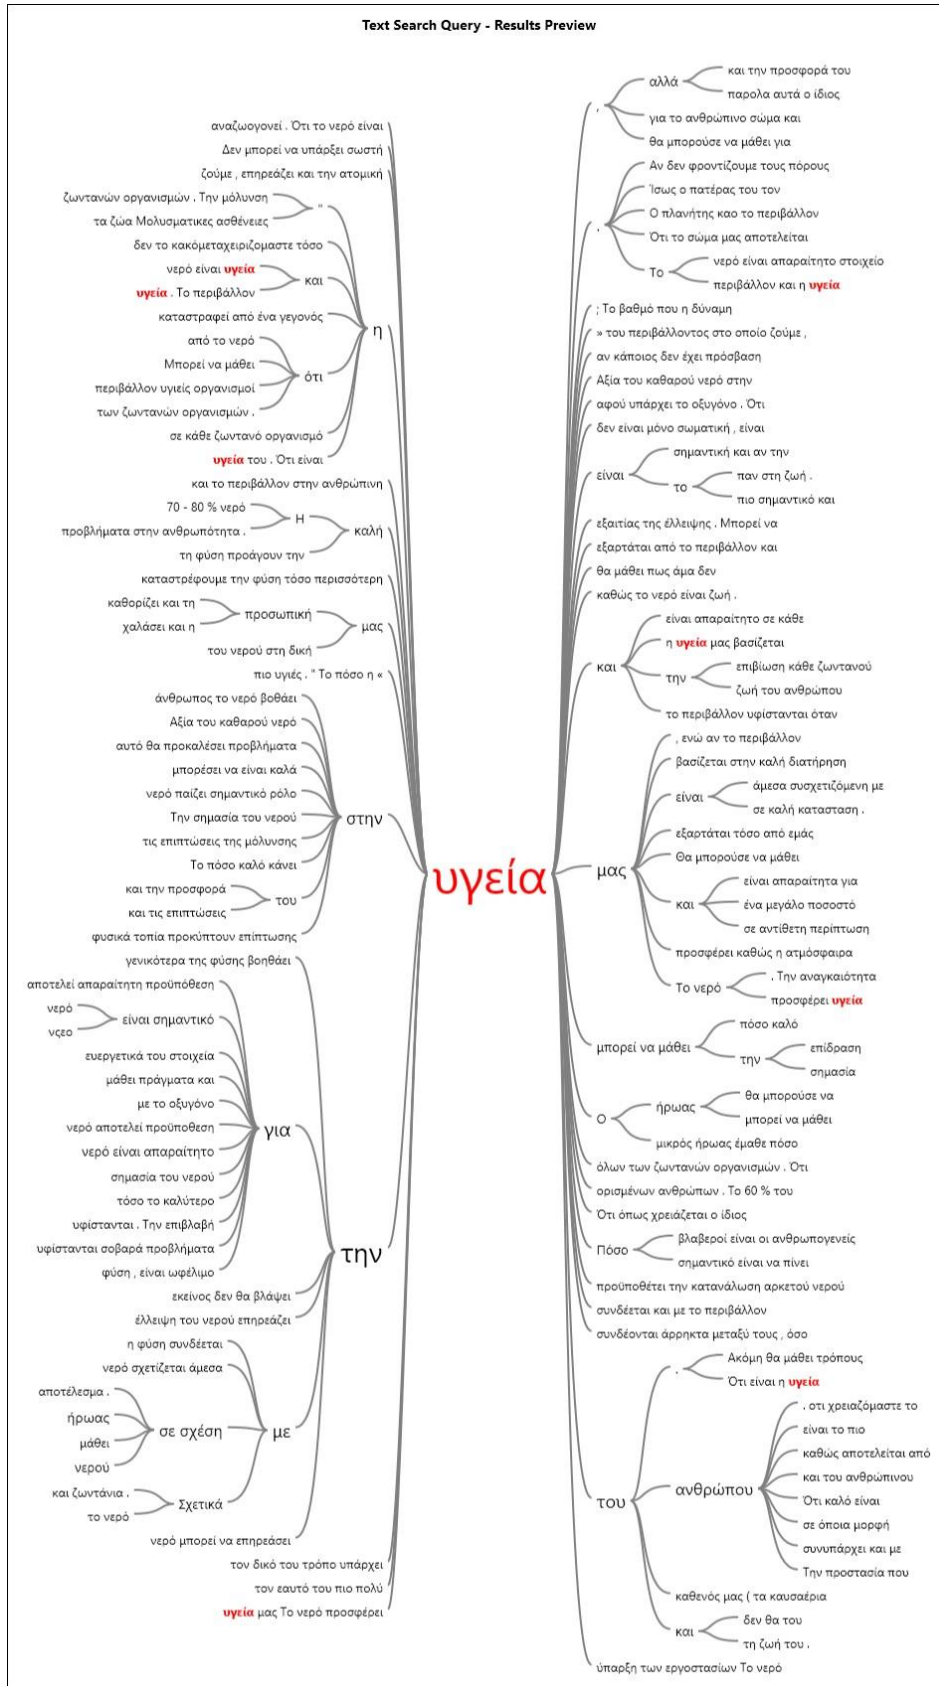 Text Search Query - Results Preview
αναζωογονεί . Ότι το νερό είναι
Δεν μπορεί να υπάρξει σωστή
ζούμε , επηρεάζει και την ατομική
ζωντανών οργανισμών . Την μόλυνση
τα ζώα Μολυσματικες ασθένειες
"
δεν το κακόμεταχειριζομαστε τόσο
νερό είναι υγεία
υγεία . Το περιβάλλον
και
καταστραφεί από ένα γεγονός
η
από το νερό
Μπορεί να μάθει
περιβάλλον υγιείς οργανισμοί
των ζωντανών οργανισμών .
ότι
σε κάθε ζωντανό οργανισμό
υγεία του . Ότι είναι
και το περιβάλλον στην ανθρώπινη
70 - 80 % νερό
προβλήματα στην ανθρωπότητα .
Η
τη φύση προάγουν την
καλή
καταστρέφουμε την φύση τόσο περισσότερη
καθορίζει και τη
χαλάσει και η
προσωπική
του νερού στη δική
μας
πιο υγιές . " Το πόσο η «
άνθρωπος το νερό βοθάει
Αξία του καθαρού νερό
αυτό θα προκαλέσει προβλήματα
μπορέσει να είναι καλά
νερό παίζει σημαντικό ρόλο
Την σημασία του νερού
τις επιπτώσεις της μόλυνσης
Το πόσο καλό κάνει
και την προσφορά
και τις επιπτώσεις
του
φυσικά τοπία προκύπτουν επίπτωσης
στην
γενικότερα της φύσης βοηθάει
αποτελεί απαραίτητη προϋπόθεση
νερό
νςεο
είναι σημαντικό
ευεργετικά του στοιχεία
μάθει πράγματα και
με το οξυγόνο
νερό αποτελεί προϋποθεση
νερό είναι απαραίτητο
σημασία του νερού
τόσο το καλύτερο
υφίστανται . Την επιβλαβή
υφίστανται σοβαρά προβλήματα
φύση , είναι ωφέλιμο
για
εκείνος δεν θα βλάψει
έλλειψη του νερού επηρεάζει
η φύση συνδέεται
νερό σχετίζεται άμεσα
αποτέλεσμα .
ήρωας
μάθει
νερού
σε σχέση
και ζωντάνια .
το νερό
Σχετικά
με
νερό μπορεί να επηρεάσει
την
τον δικό του τρόπο υπάρχει
τον εαυτό του πιο πολύ
υγεία μας Το νερό προσφέρει
υγεία
,
αλλά
και την προσφορά του
παρολα αυτά ο ίδιος
για το ανθρώπινο σώμα και
θα μπορούσε να μάθει για
.
Αν δεν φροντίζουμε τους πόρους
Ίσως ο πατέρας του τον
Ο πλανήτης καο το περιβάλλον
Ότι το σώμα μας αποτελείται
Το
νερό είναι απαραίτητο στοιχείο
περιβάλλον και η υγεία
; Το βαθμό που η δύναμη
» του περιβάλλοντος στο οποίο ζούμε ,
αν κάποιος δεν έχει πρόσβαση
Αξία του καθαρού νερό στην
αφού υπάρχει το οξυγόνο . Ότι
δεν είναι μόνο σωματική , είναι
είναι
σημαντική και αν την
το
παν στη ζωή .
πιο σημαντικό και
εξαιτίας της έλλειψης . Μπορεί να
εξαρτάται από το περιβάλλον και
θα μάθει πως άμα δεν
καθώς το νερό είναι ζωή .
και
είναι απαραίτητο σε κάθε
η υγεία μας βασίζεται
την
επιβίωση κάθε ζωντανού
ζωή του ανθρώπου
το περιβάλλον υφίστανται όταν
μας
, ενώ αν το περιβάλλον
βασίζεται στην καλή διατήρηση
είναι
άμεσα συσχετιζόμενη με
σε καλή κατασταση .
εξαρτάται τόσο από εμάς
Θα μπορούσε να μάθει
και
είναι απαραίτητα για
ένα μεγάλο ποσοστό
σε αντίθετη περίπτωση
προσφέρει καθώς η ατμόσφαιρα
Το νερό
. Την αναγκαιότητα
προσφέρει υγεία
μπορεί να μάθει
πόσο καλό
την
επίδραση
σημασία
Ο
ήρωας
θα μπορούσε να
μπορεί να μάθει
μικρός ήρωας έμαθε πόσο
όλων των ζωντανών οργανισμών . Ότι
ορισμένων ανθρώπων . Το 60 % του
Ότι όπως χρειάζεται ο ίδιος
Πόσο
βλαβεροί είναι οι ανθρωπογενείς
σημαντικό είναι να πίνει
προϋποθέτει την κατανάλωση αρκετού νερού
συνδέεται και με το περιβάλλον
συνδέονται άρρηκτα μεταξύ τους , όσο
του
.
Ακόμη θα μάθει τρόπους
Ότι είναι η υγεία
ανθρώπου
. οτι χρειαζόμαστε το
είναι το πιο
καθώς αποτελείται από
και του ανθρώπινου
Ότι καλό είναι
σε όποια μορφή
συνυπάρχει και με
Την προστασία που
καθενός μας ( τα καυσαέρια
και
δεν θα του
τη ζωή του .
ύπαρξη των εργοστασίων Το νερό